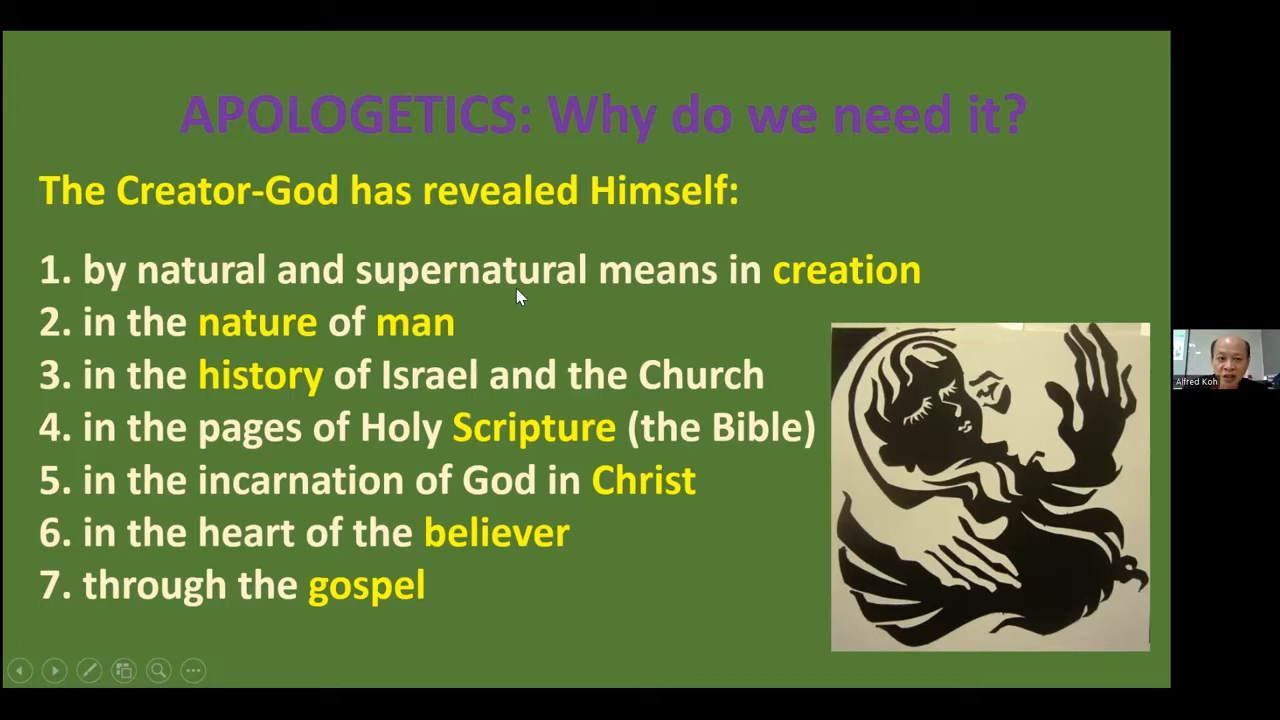 APOLOGETICS: Why do we need it?
The Creator-God has revealed Himself:
1. by natural and supernatural means in creation
2. in the nature of man
3. in the history of Israel and the Church
4. in the pages of Holy Scripture (the Bible)
5. in the incarnation of God in Christ
6. in the heart of the believer
7. through the gospel
Alfred Koh